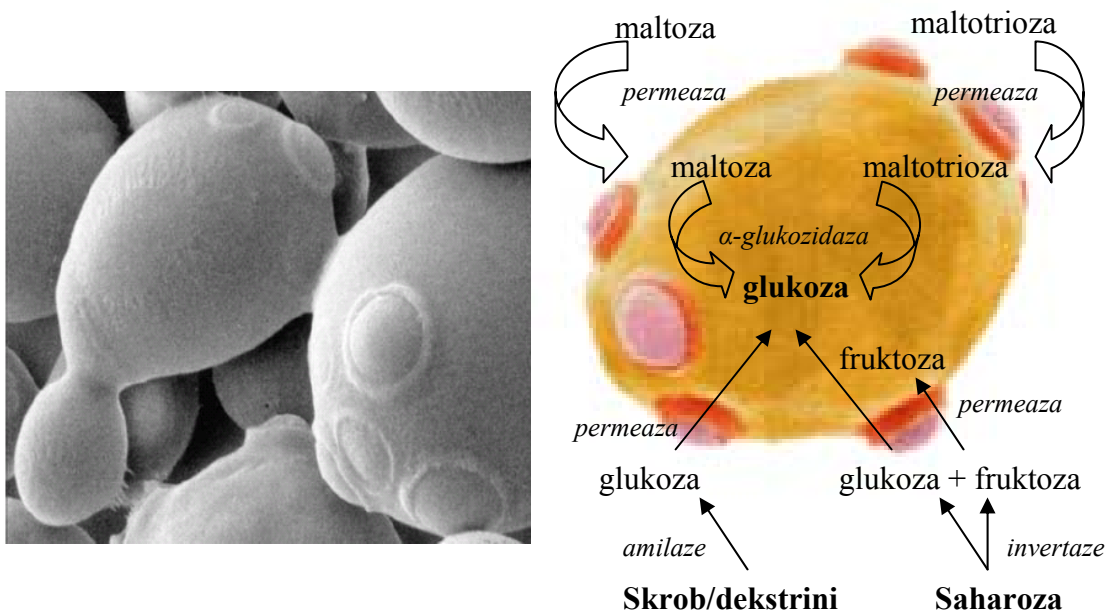 maltoza maltotrioza
permeaza permeaza
maltoza maltotrioza
α-glukozidaza
glukoza
fruktoza
permeaza permeaza
glukoza glukoza + fruktoza
amilaze invertaze
Skrob/dekstrini Saharoza